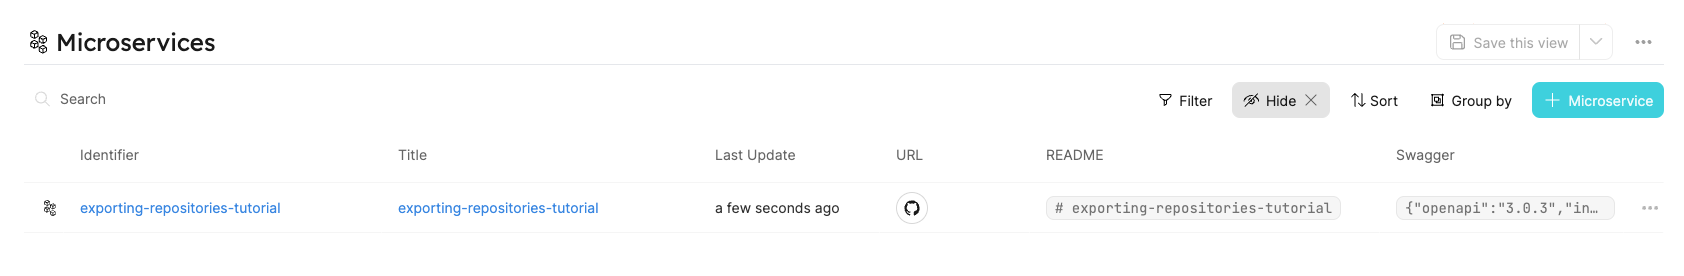 Microservices
Save this view
Search
Filter
Hide
Sort
Group by
Microservice
Identifier Title Last Update URL README Swagger
exporting-repositories-tutorial exporting-repositories-tutorial a few seconds ago # exporting-repositories-tutorial {"openapi":"3.0.3","in…